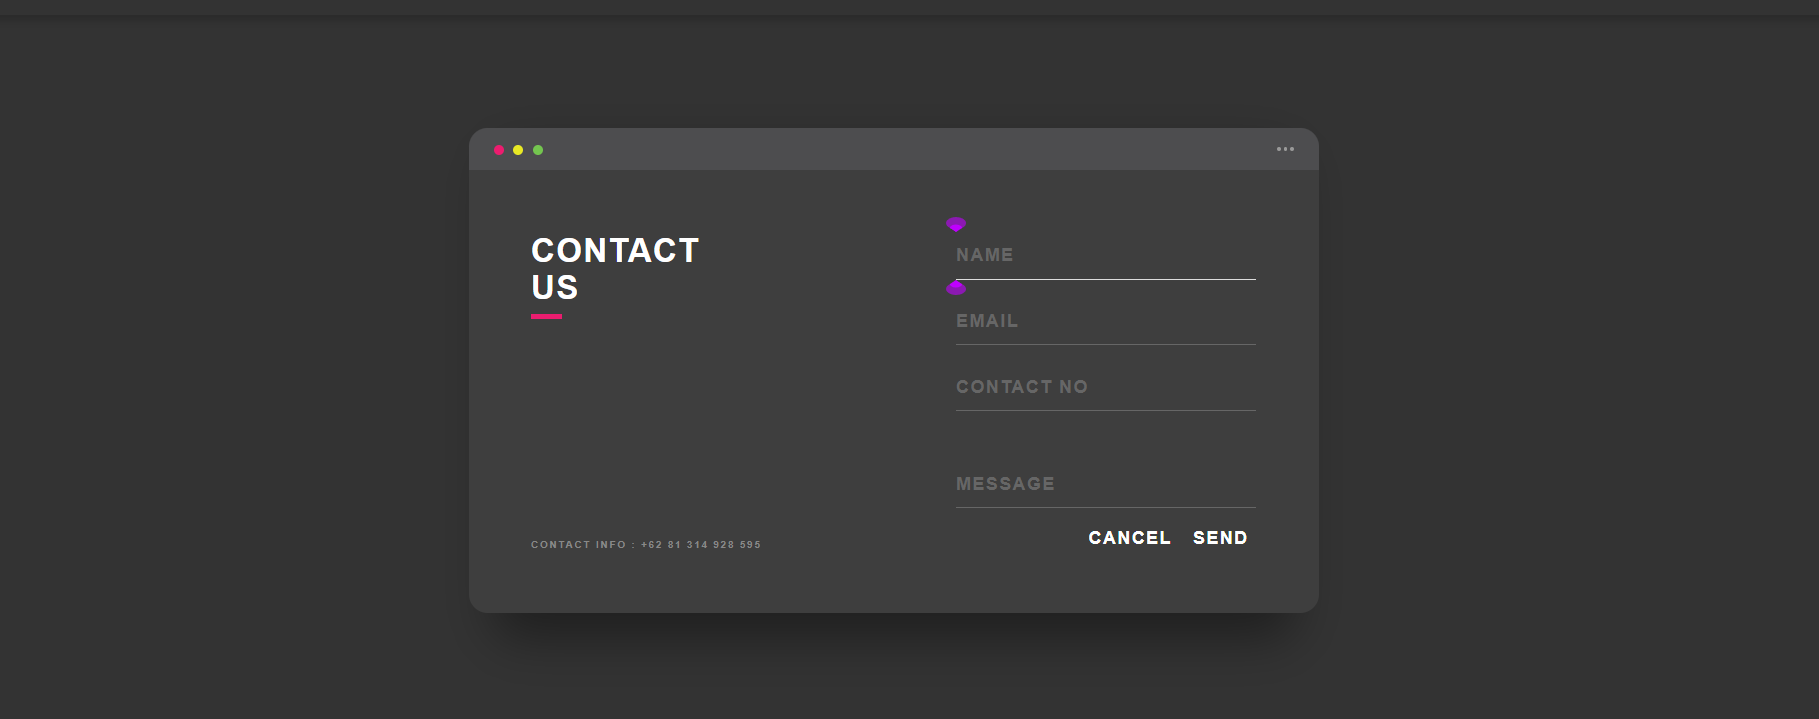 CONTACT
US
NAME
EMAIL
CONTACT NO
MESSAGE
CANCEL SEND
CONTACT INFO : +62 81 314 928 595